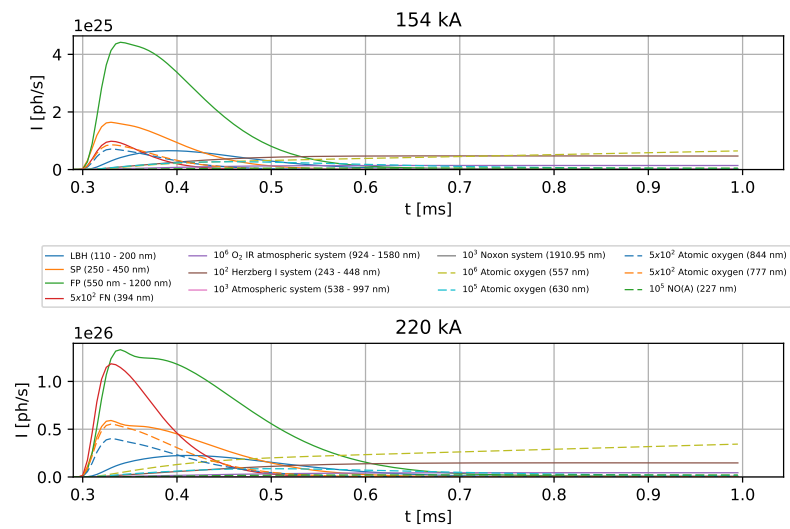 154 kA
1e25
4
2
0
I [ph/s]
0.3 0.4 0.5 0.6 0.7 0.8 0.9 1.0
t [ms]
LBH (110 - 200 nm)
SP (250 - 450 nm)
FP (550 nm - 1200 nm)
5x10² FN (394 nm)
10⁶ O₂ IR atmospheric system (924 - 1580 nm)
10² Herzberg I system (243 - 448 nm)
10³ Atmospheric system (538 - 997 nm)
10³ Noxon system (1910.95 nm)
10⁶ Atomic oxygen (557 nm)
10⁵ Atomic oxygen (630 nm)
5x10² Atomic oxygen (844 nm)
5x10² Atomic oxygen (777 nm)
10⁵ NO(A) (227 nm)
220 kA
1e26
1.0
0.5
0.0
I [ph/s]
0.3 0.4 0.5 0.6 0.7 0.8 0.9 1.0
t [ms]